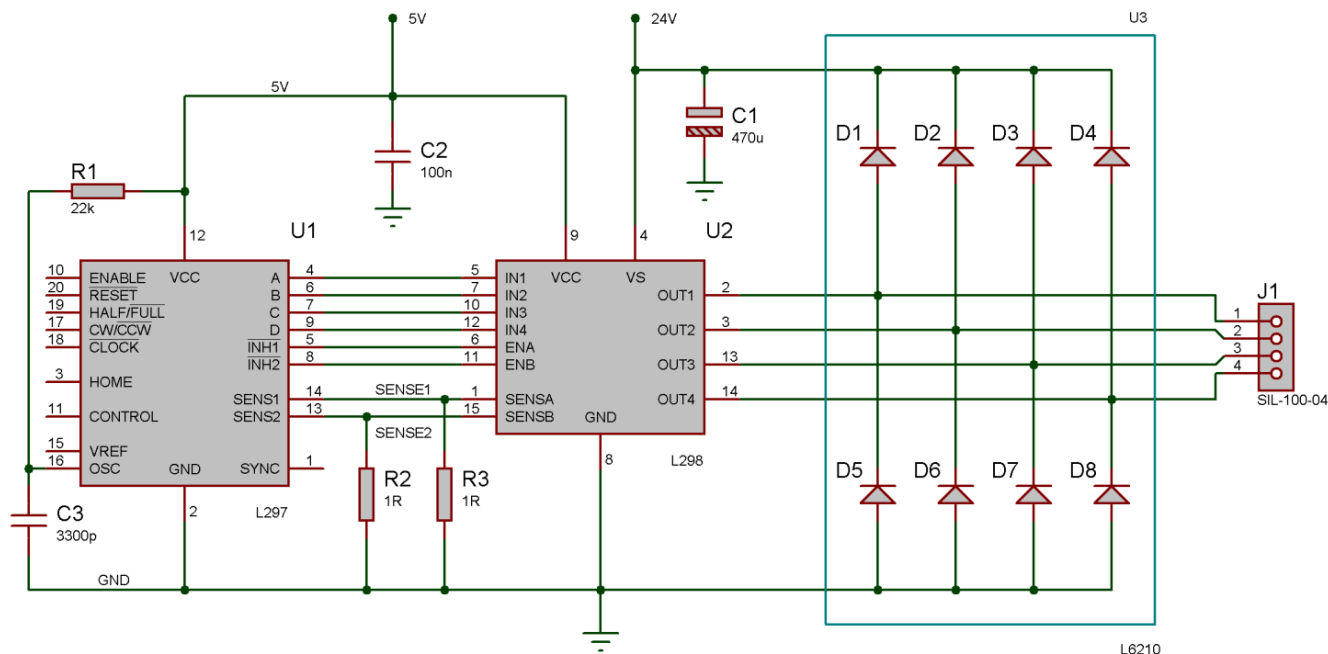 5V
24V
U3
5V
C2
100n
C1
470u
D1
D2
D3
D4
R1
22k
12
U1
9
4
U2
VCC
VCC
VS
10
ENABLE
A
4
5
IN1
20
RESET
B
6
7
IN2
OUT1
2
19
HALF/FULL
C
7
10
IN3
17
CW/CCW
D
9
12
IN4
OUT2
3
18
CLOCK
INH1
5
6
ENA
INH2
8
11
ENB
OUT3
13
3
HOME
SENS1
14
SENSE1
1
SENSA
OUT4
14
11
CONTROL
SENS2
13
SENSE2
15
SENSB
GND
15
VREF
16
OSC
GND
SYNC
1
8
L298
2
L297
J1
1
2
3
4
SIL-100-04
R2
1R
R3
1R
D5
D6
D7
D8
C3
3300p
GND
L6210